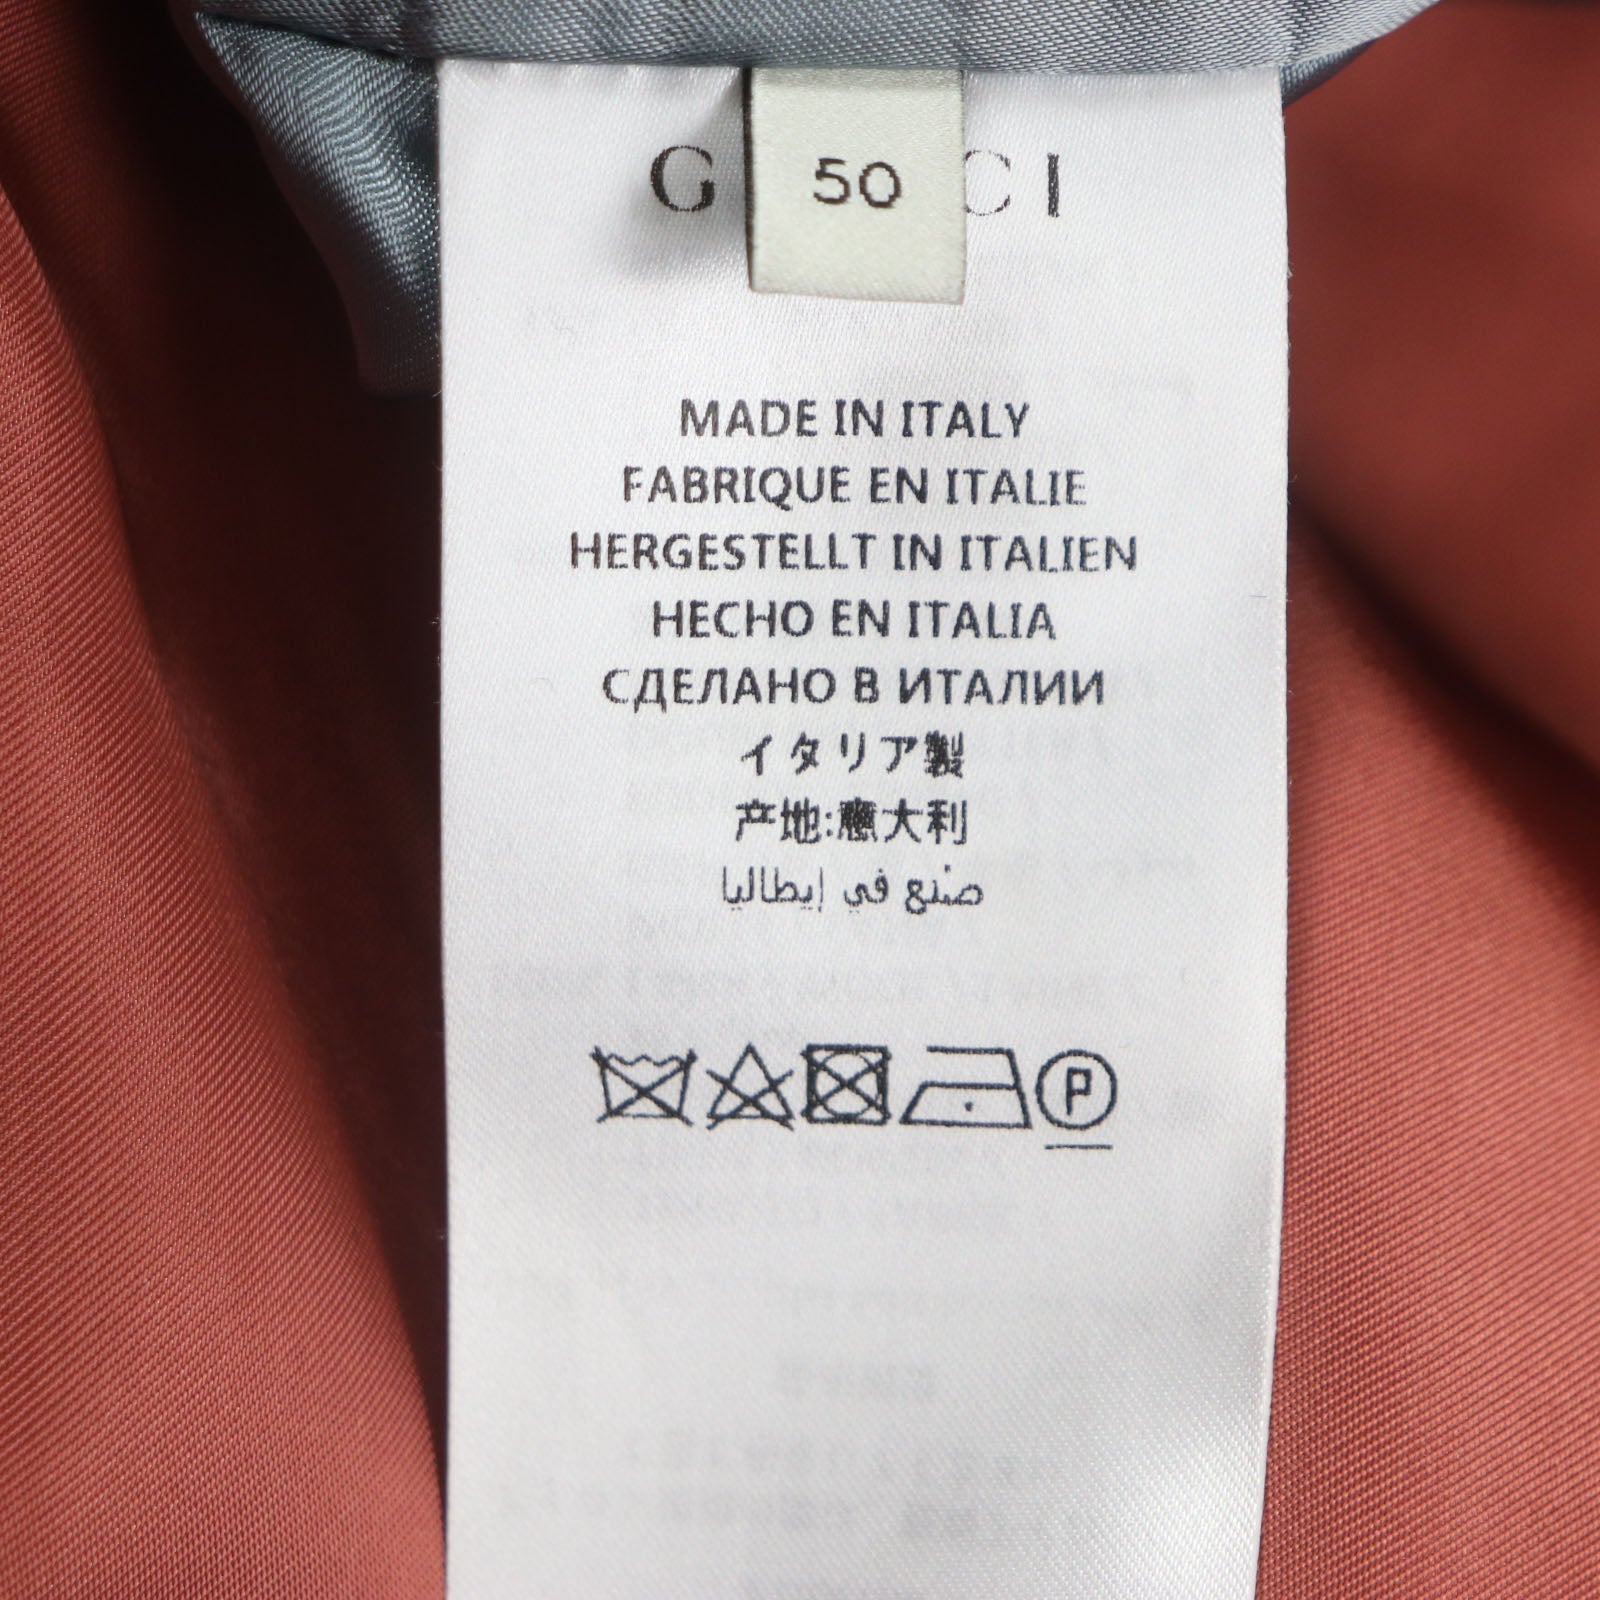 50
MADE IN ITALY
FABRIQUE EN ITALIE
HERGESTELLT IN ITALIEN
HECHO EN ITALIA
СДЕЛАНО В ИТАЛИИ
イタリア製
产地:意大利
صنع في إيطاليا
P